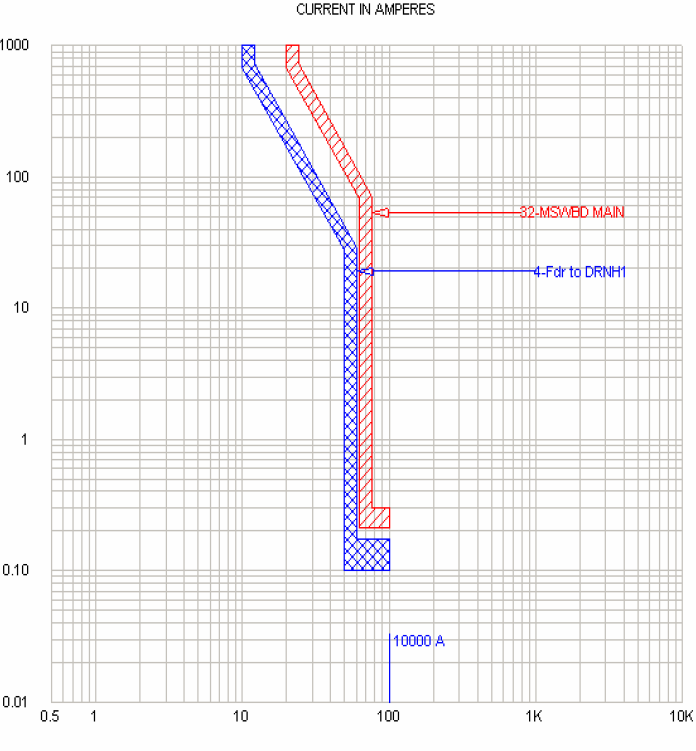 CURRENT IN AMPERES
1000
100
32-MSWBD MAIN
4-Fdr to DRNH1
10
1
0.10
10000 A
0.01
0.5 1 10 100 1K 10K